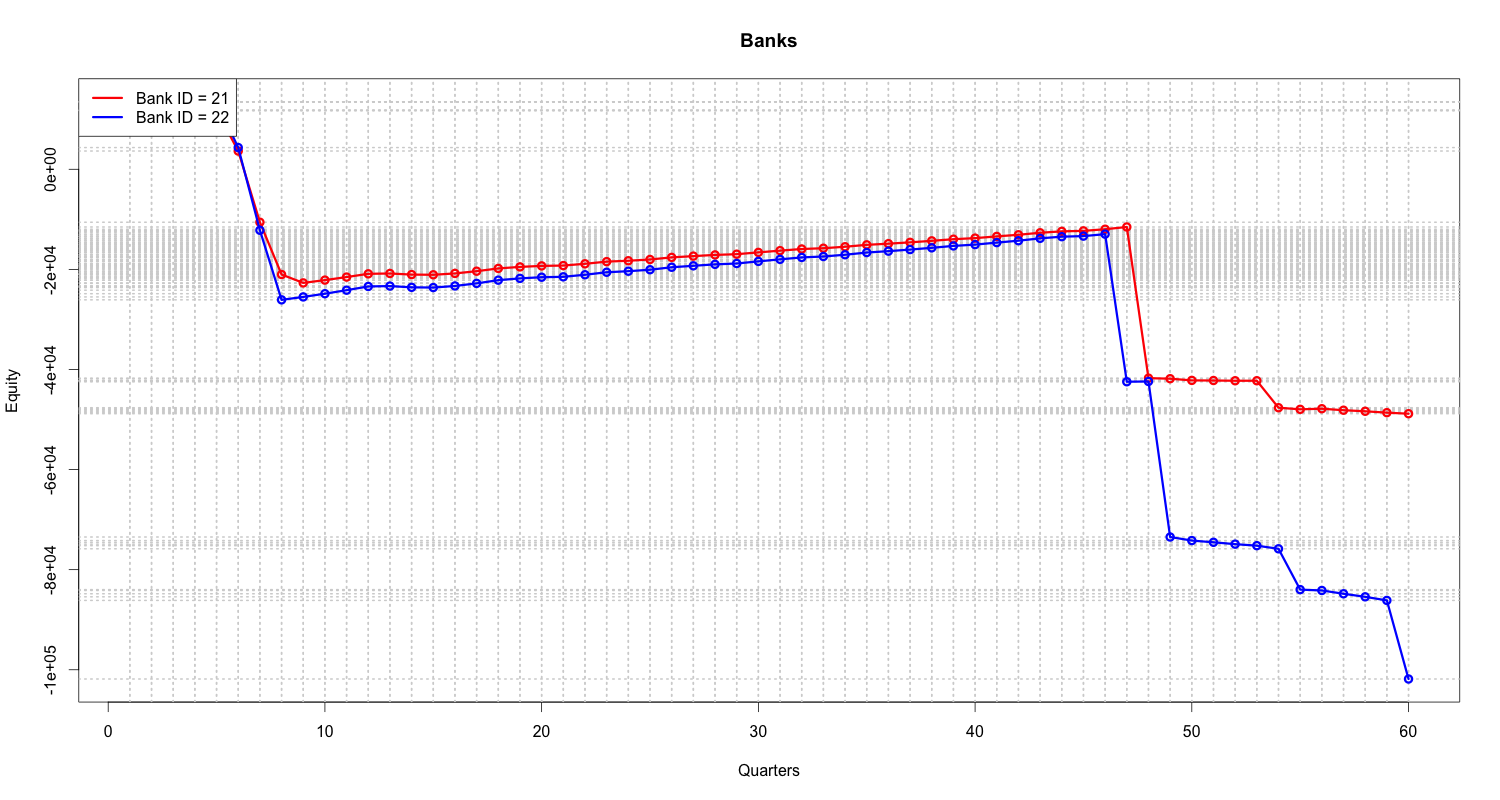 Banks
Bank ID = 21
Bank ID = 22
Equity
0e+00
-2e+04
-4e+04
-6e+04
-8e+04
-1e+05
0 10 20 30 40 50 60
Quarters